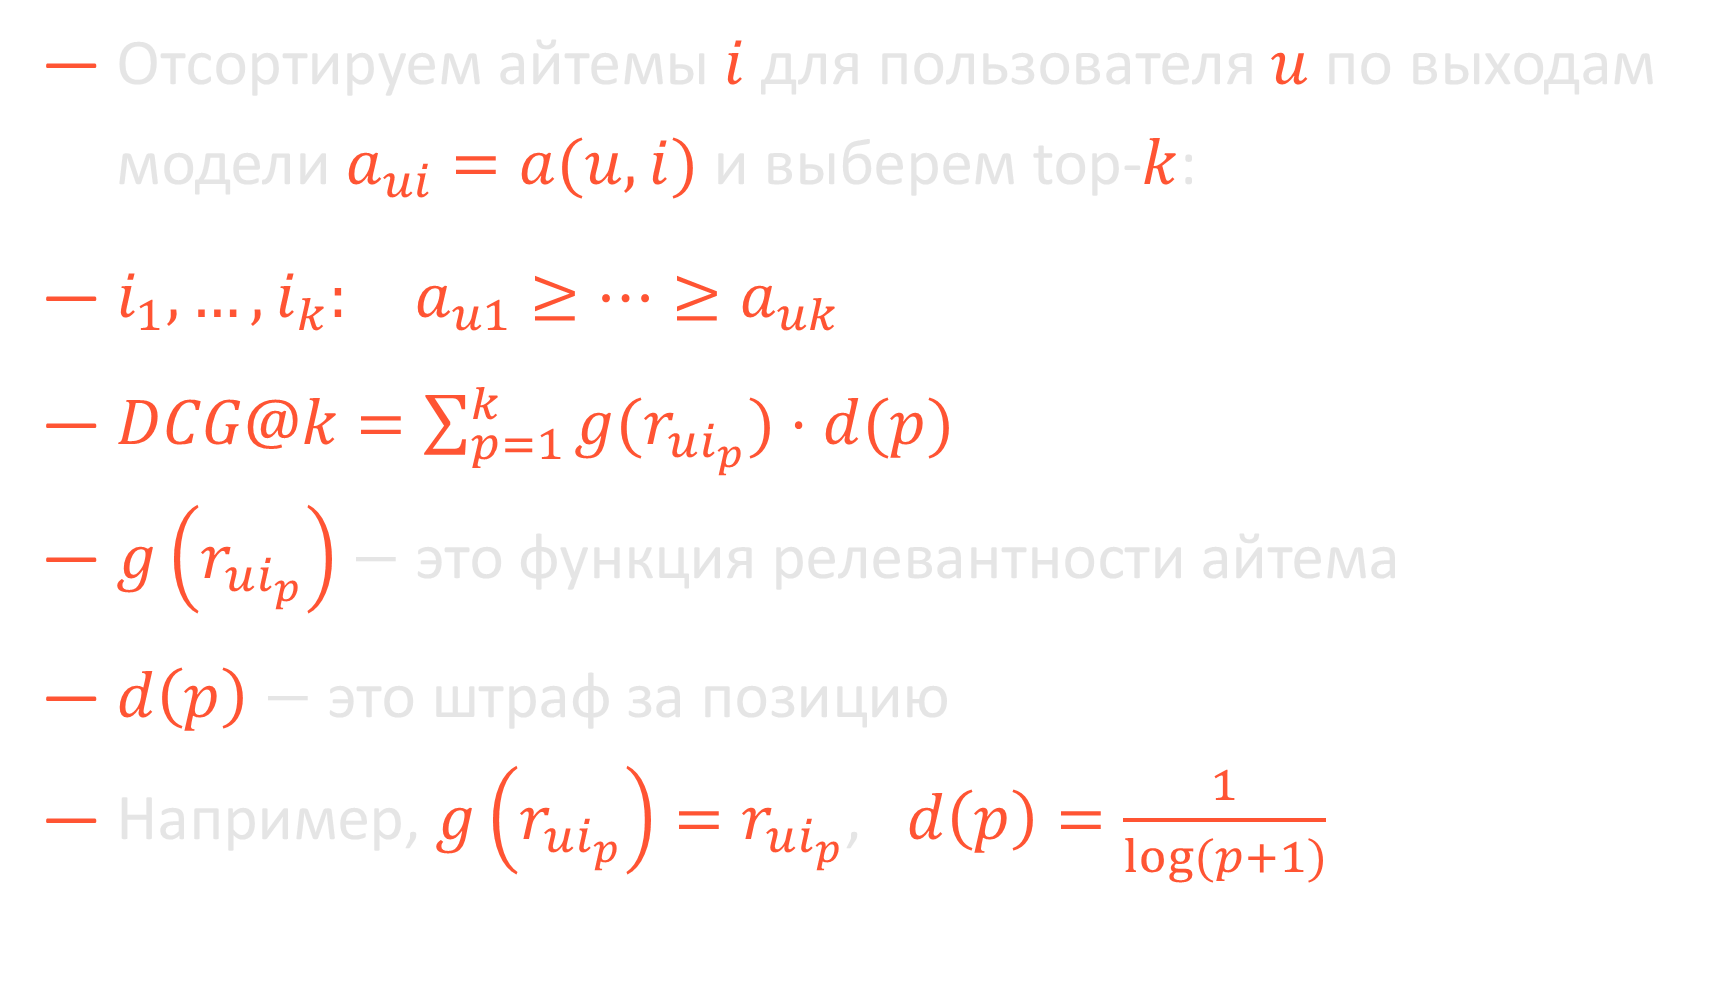 — Отсортируем айтемы i для пользователя u по выходам
модели a_{ui} = a(u, i) и выберем top-k:
— i_1, … , i_k: a_{u1} ≥ ⋯ ≥ a_{uk}
— DCG@k = ∑_{p=1}^{k} g(r_{ui_p}) · d(p)
— g(r_{ui_p}) — это функция релевантности айтема
— d(p) — это штраф за позицию
— Например, g(r_{ui_p}) = r_{ui_p}, d(p) = \frac{1}{log(p+1)}